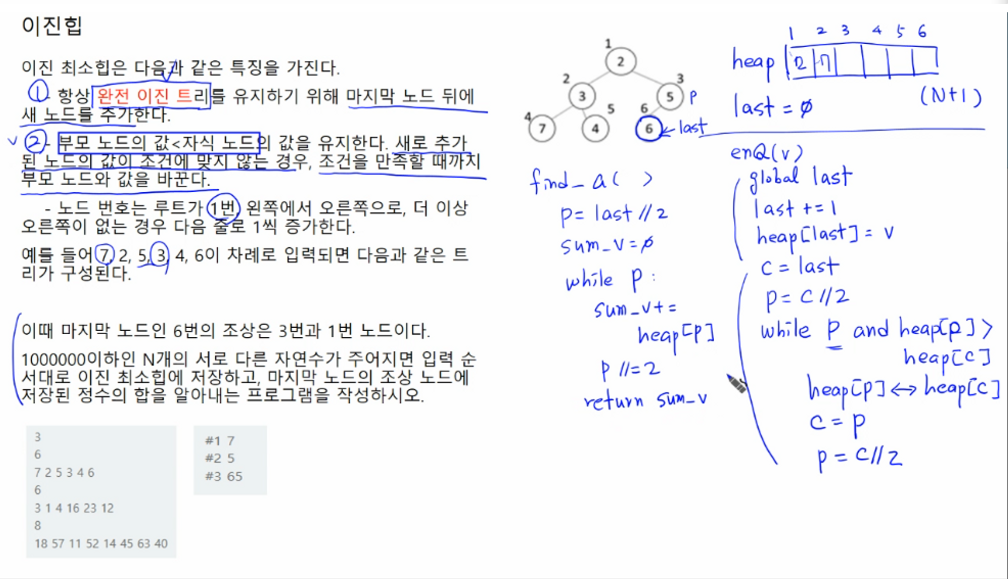 이진힙
이진 최소힙은 다음과 같은 특징을 가진다.
① 항상 완전 이진 트리를 유지하기 위해 마지막 노드 뒤에
새 노드를 추가한다.
② - 부모 노드의 값<자식 노드의 값을 유지한다. 새로 추가
된 노드의 값이 조건에 맞지 않는 경우, 조건을 만족할 때까지
부모 노드와 값을 바꾼다.
- 노드 번호는 루트가 1번, 왼쪽에서 오른쪽으로, 더 이상
오른쪽이 없는 경우 다음 줄로 1씩 증가한다.
예를 들어 7, 2, 5, 3, 4, 6이 차례로 입력되면 다음과 같은 트
리가 구성된다.
이때 마지막 노드인 6번의 조상은 3번과 1번 노드이다.
1000000이하인 N개의 서로 다른 자연수가 주어지면 입력 순
서대로 이진 최소힙에 저장하고, 마지막 노드의 조상 노드에
저장된 정수의 합을 알아내는 프로그램을 작성하시오.
3
6
7 2 5 3 4 6
6
3 1 4 16 23 12
8
18 57 11 52 14 45 63 40
#1 7
#2 5
#3 65
1
2
2 3
3 5 p
4 5 6
7 4 6 ← last
find_a( )
p = last // 2
sum_v = 0
while p :
sum_v +=
heap[p]
p //= 2
return sum_v
1 2 3 4 5 6
heap 2 7
last = 0 (N+1)
enQ(v)
global last
last += 1
heap[last] = v
c = last
p = c // 2
while p and heap[p] >
heap[c]
heap[p] ↔ heap[c]
c = p
p = c // 2